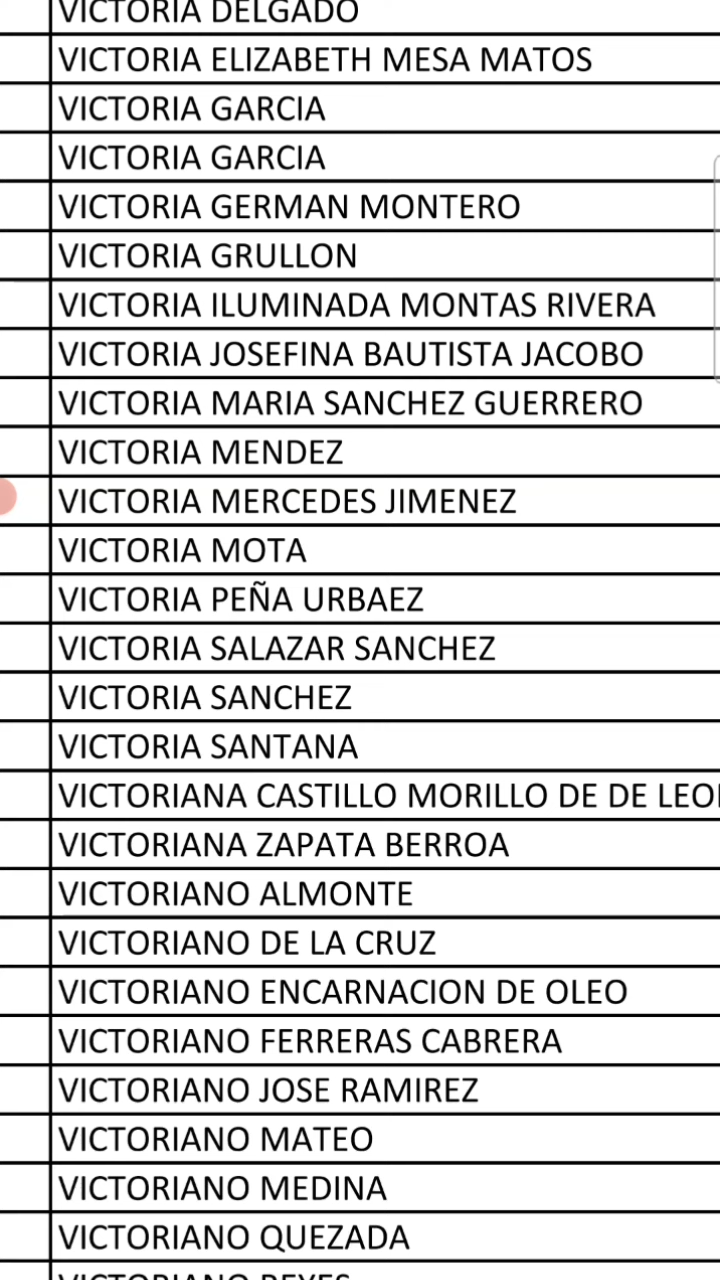 VICTORIA DELGADO
VICTORIA ELIZABETH MESA MATOS
VICTORIA GARCIA
VICTORIA GARCIA
VICTORIA GERMAN MONTERO
VICTORIA GRULLON
VICTORIA ILUMINADA MONTAS RIVERA
VICTORIA JOSEFINA BAUTISTA JACOBO
VICTORIA MARIA SANCHEZ GUERRERO
VICTORIA MENDEZ
VICTORIA MERCEDES JIMENEZ
VICTORIA MOTA
VICTORIA PEÑA URBAEZ
VICTORIA SALAZAR SANCHEZ
VICTORIA SANCHEZ
VICTORIA SANTANA
VICTORIANA CASTILLO MORILLO DE DE LEO
VICTORIANA ZAPATA BERROA
VICTORIANO ALMONTE
VICTORIANO DE LA CRUZ
VICTORIANO ENCARNACION DE OLEO
VICTORIANO FERRERAS CABRERA
VICTORIANO JOSE RAMIREZ
VICTORIANO MATEO
VICTORIANO MEDINA
VICTORIANO QUEZADA
VICTORIANO REYES